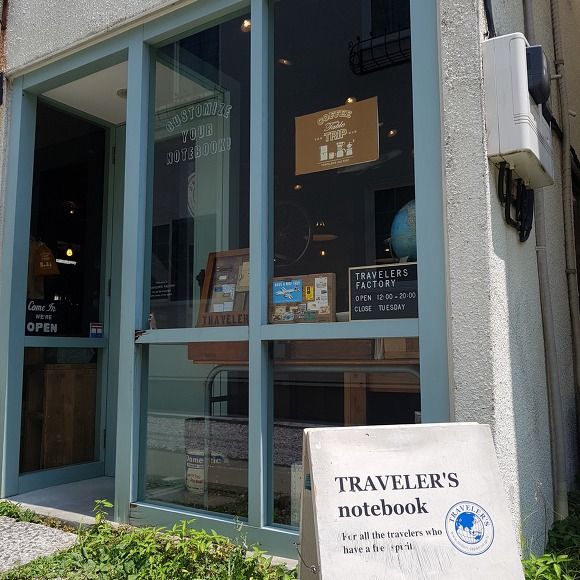 CUSTOMIZE
YOUR
NOTEBOOK!
COFFEE
Table
TRIP
TRAVELERS
FACTORY
OPEN 12:00-20:00
CLOSE TUESDAY
TRAVELER
Come In
WE'RE
OPEN
TRAVELER'S
notebook
For all the travelers who
have a free spirit.
TRAVELER'S